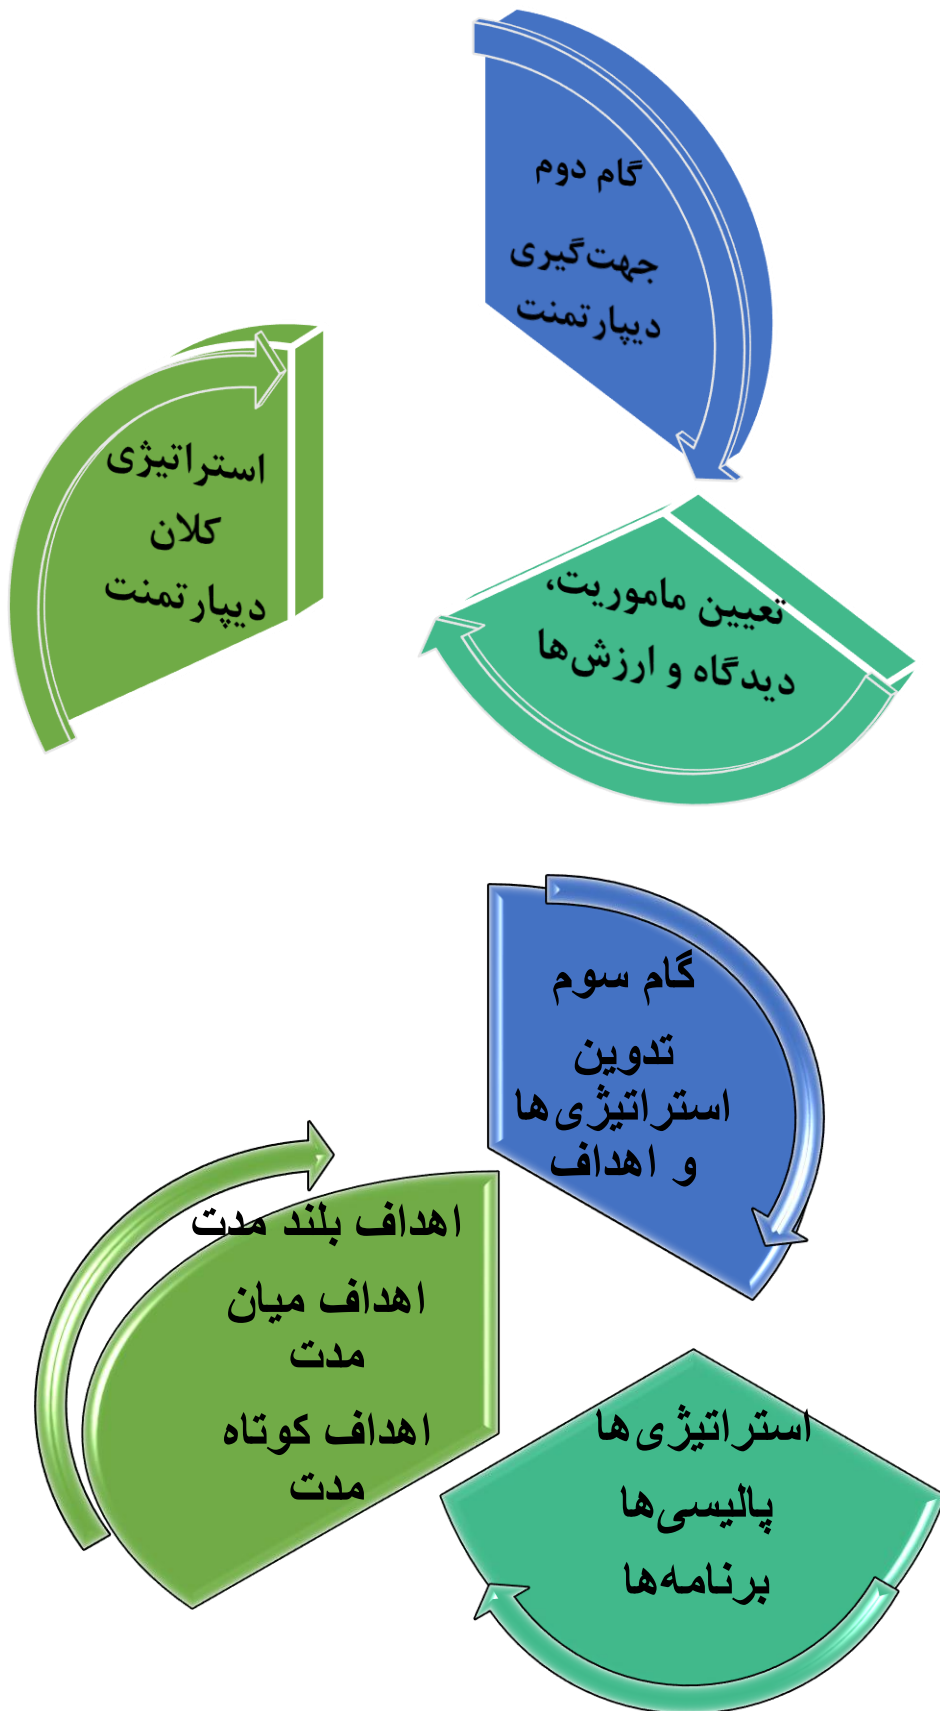 گام دوم
جهت‌گیری
دیپارتمنت
تعیین ماموریت،
دیدگاه و ارزش‌ها
استراتیژی
کلان
دیپارتمنت
گام سوم
تدوین
استراتیژی‌ها
و اهداف
استراتیژی‌ها
پالیسی‌ها
برنامه‌ها
اهداف بلند مدت
اهداف میان
مدت
اهداف کوتاه
مدت